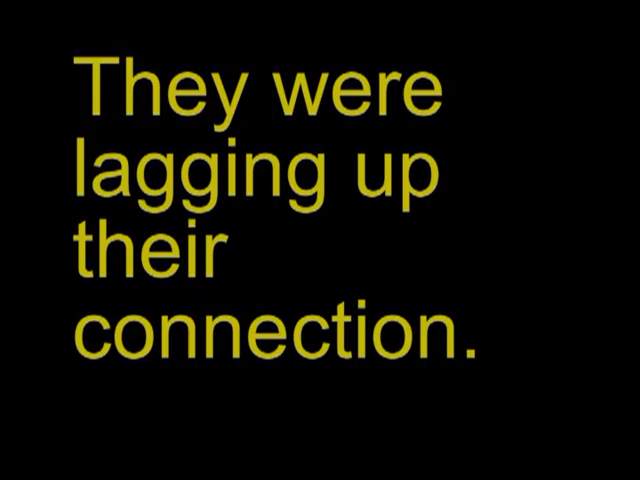 They were
lagging up
their
connection.